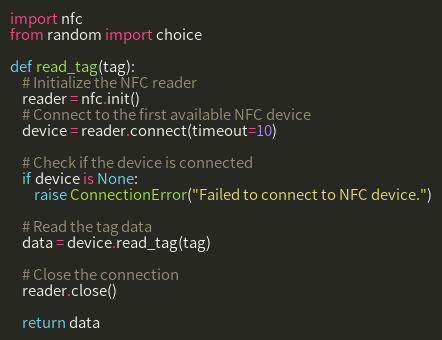 import nfc
from random import choice

def read_tag(tag):
    # Initialize the NFC reader
    reader = nfc.init()
    # Connect to the first available NFC device
    device = reader.connect(timeout=10)

    # Check if the device is connected
    if device is None:
        raise ConnectionError("Failed to connect to NFC device.")

    # Read the tag data
    data = device.read_tag(tag)

    # Close the connection
    reader.close()

    return data